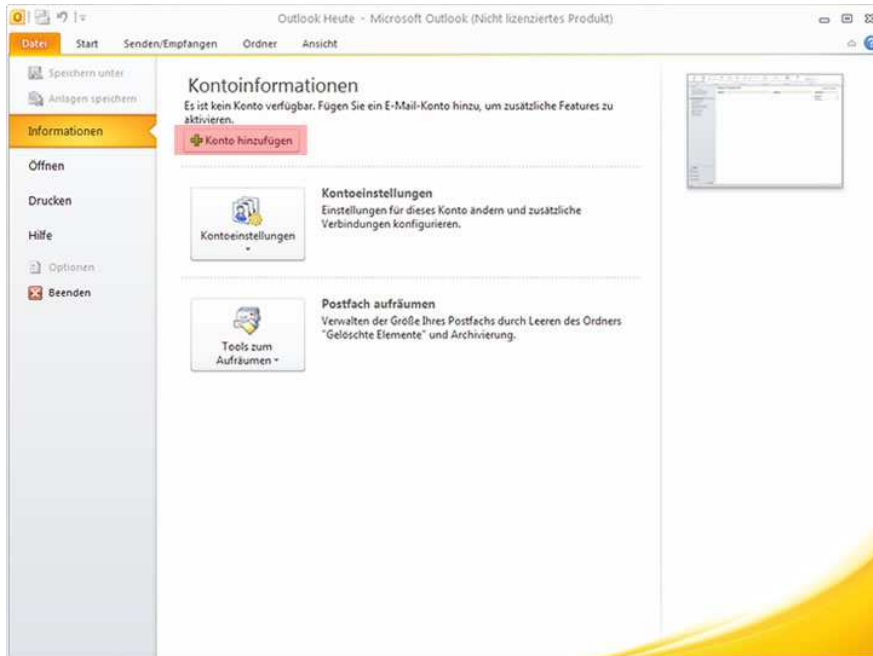 Outlook Heute - Microsoft Outlook (Nicht lizenziertes Produkt)
Datei Start Senden/Empfangen Ordner Ansicht
Speichern unter
Anlagen speichern
Informationen
Öffnen
Drucken
Hilfe
Optionen
Beenden
Kontoinformationen
Es ist kein Konto verfügbar. Fügen Sie ein E-Mail-Konto hinzu, um zusätzliche Features zu
aktivieren.
Konto hinzufügen
Kontoeinstellungen
Kontoeinstellungen
Einstellungen für dieses Konto ändern und zusätzliche
Verbindungen konfigurieren.
Tools zum
Aufräumen
Postfach aufräumen
Verwalten der Größe Ihres Postfachs durch Leeren des Ordners
"Gelöschte Elemente" und Archivierung.